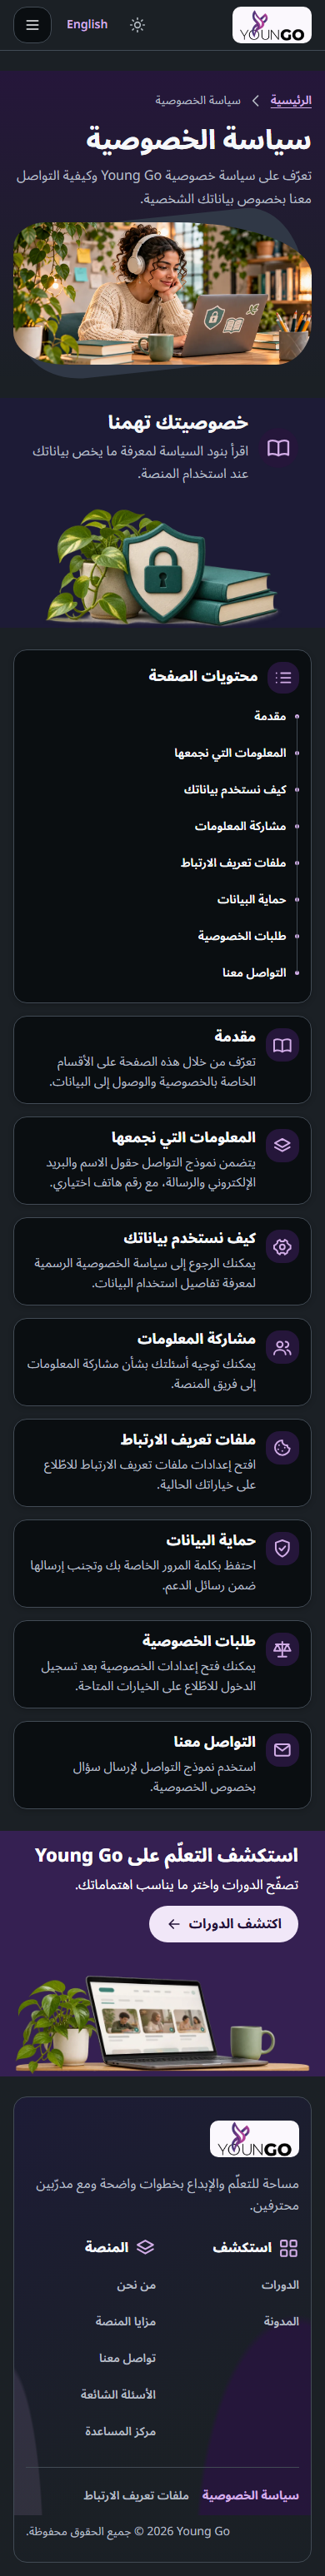 YOUNGO
English
الرئيسية
سياسة الخصوصية
سياسة الخصوصية
تعرّف على سياسة خصوصية Young Go وكيفية التواصل
معنا بخصوص بياناتك الشخصية.
خصوصيتك تهمنا
اقرأ بنود السياسة لمعرفة ما يخص بياناتك
عند استخدام المنصة.
محتويات الصفحة
مقدمة
المعلومات التي نجمعها
كيف نستخدم بياناتك
مشاركة المعلومات
ملفات تعريف الارتباط
حماية البيانات
طلبات الخصوصية
التواصل معنا
مقدمة
تعرّف من خلال هذه الصفحة على الأقسام
الخاصة بالخصوصية والوصول إلى البيانات.
المعلومات التي نجمعها
يتضمن نموذج التواصل حقول الاسم والبريد
الإلكتروني والرسالة، مع رقم هاتف اختياري.
كيف نستخدم بياناتك
يمكنك الرجوع إلى سياسة الخصوصية الرسمية
لمعرفة تفاصيل استخدام البيانات.
مشاركة المعلومات
يمكنك توجيه أسئلتك بشأن مشاركة المعلومات
إلى فريق المنصة.
ملفات تعريف الارتباط
افتح إعدادات ملفات تعريف الارتباط للاطّلاع
على خياراتك الحالية.
حماية البيانات
احتفظ بكلمة المرور الخاصة بك وتجنب إرسالها
ضمن رسائل الدعم.
طلبات الخصوصية
يمكنك فتح إعدادات الخصوصية بعد تسجيل
الدخول للاطّلاع على الخيارات المتاحة.
التواصل معنا
استخدم نموذج التواصل لإرسال سؤال
بخصوص الخصوصية.
استكشف التعلّم على Young Go
تصفّح الدورات واختر ما يناسب اهتماماتك.
اكتشف الدورات
YOUNGO
مساحة للتعلّم والإبداع بخطوات واضحة ومع مدرّبين
محترفين.
استكشف
الدورات
المدونة
المنصة
من نحن
مزايا المنصة
تواصل معنا
الأسئلة الشائعة
مركز المساعدة
سياسة الخصوصية
ملفات تعريف الارتباط
Young Go 2026 © جميع الحقوق محفوظة.